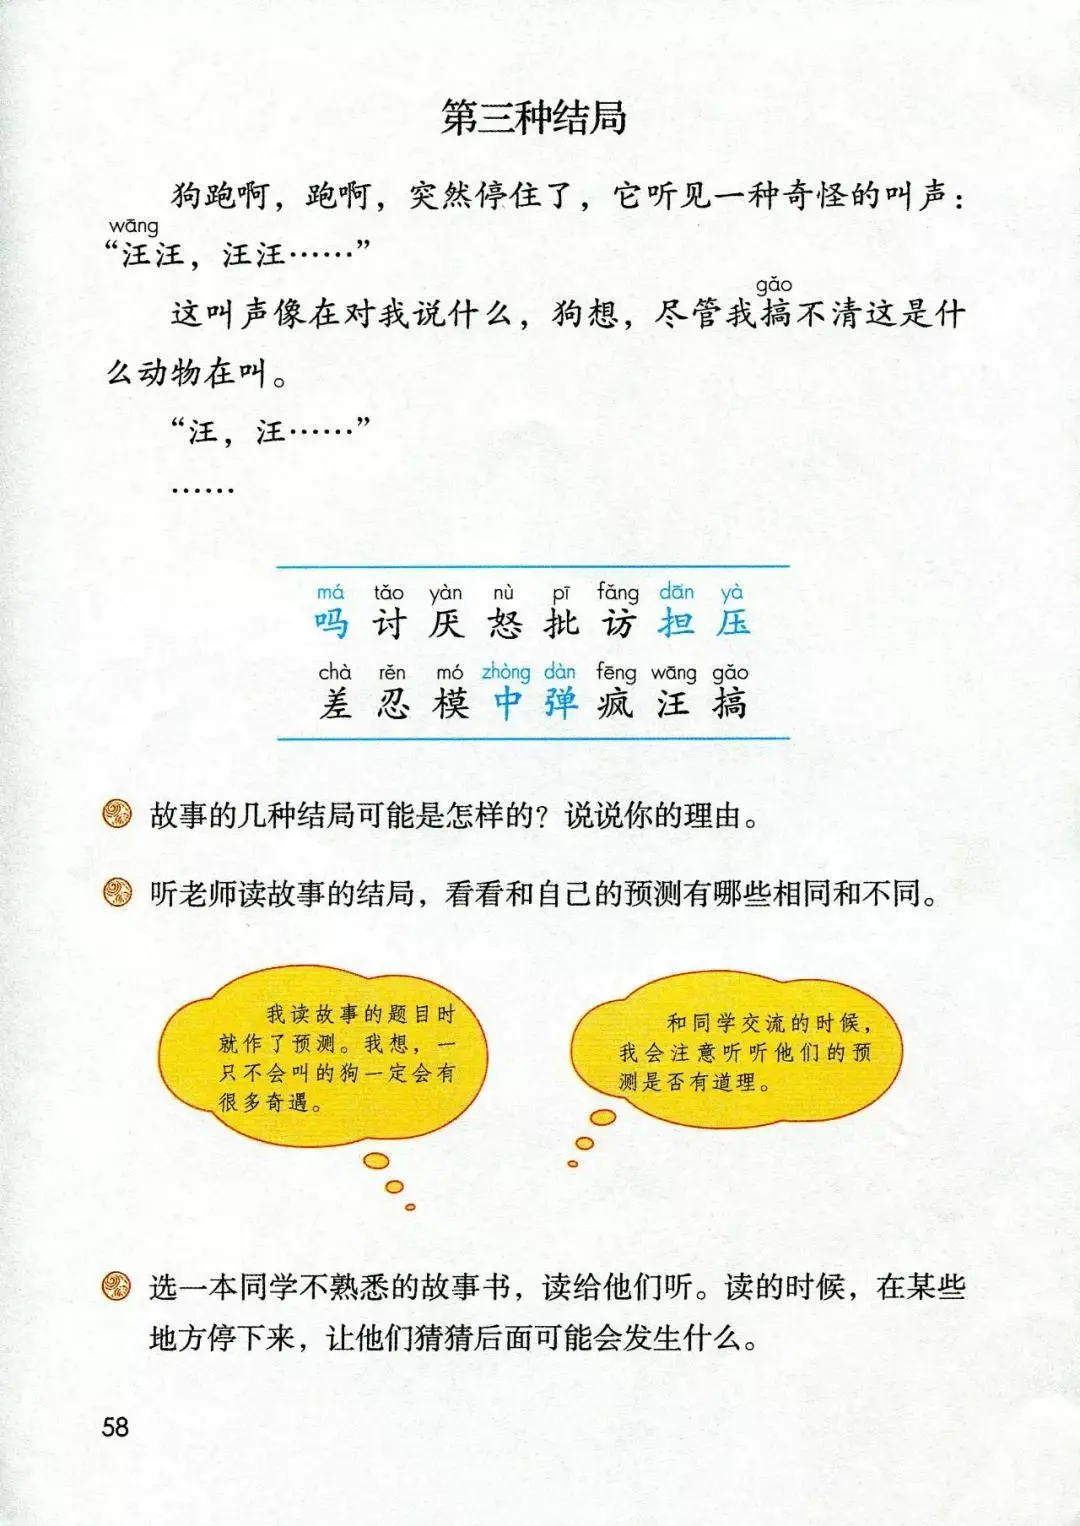 第三种结局
狗跑啊，跑啊，突然停住了，它听见一种奇怪的叫声：
wāng
“汪汪，汪汪……”
gǎo
这叫声像在对我说什么，狗想，尽管我搞不清这是什
么动物在叫。
“汪，汪……”
……
má tǎo yàn nù pī fǎng dān yà
吗 讨 厌 怒 批 访 担 压
chà rěn mó zhòng dàn fēng wāng gǎo
差 忍 模 中 弹 疯 汪 搞
故事的几种结局可能是怎样的？说说你的理由。
听老师读故事的结局，看看和自己的预测有哪些相同和不同。
我读故事的题目时
就作了预测。我想，一
只不会叫的狗一定会有
很多奇遇。
和同学交流的时候，
我会注意听听他们的预
测是否有道理。
选一本同学不熟悉的故事书，读给他们听。读的时候，在某些
地方停下来，让他们猜猜后面可能会发生什么。
58